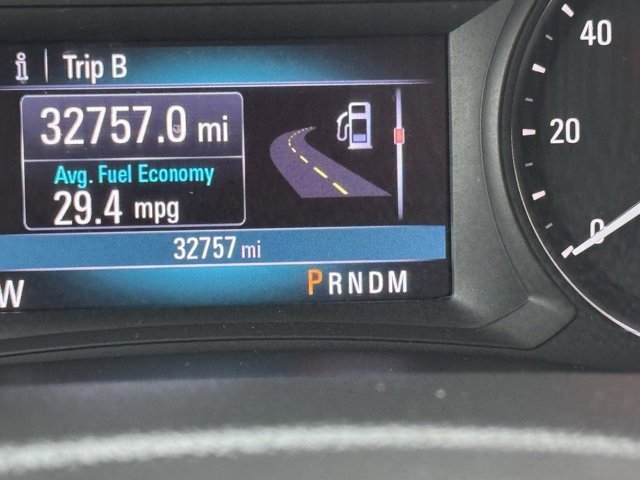 i | Trip B
32757.0 mi
Avg. Fuel Economy
29.4 mpg
32757 mi
W
PRNDM
40
20
0